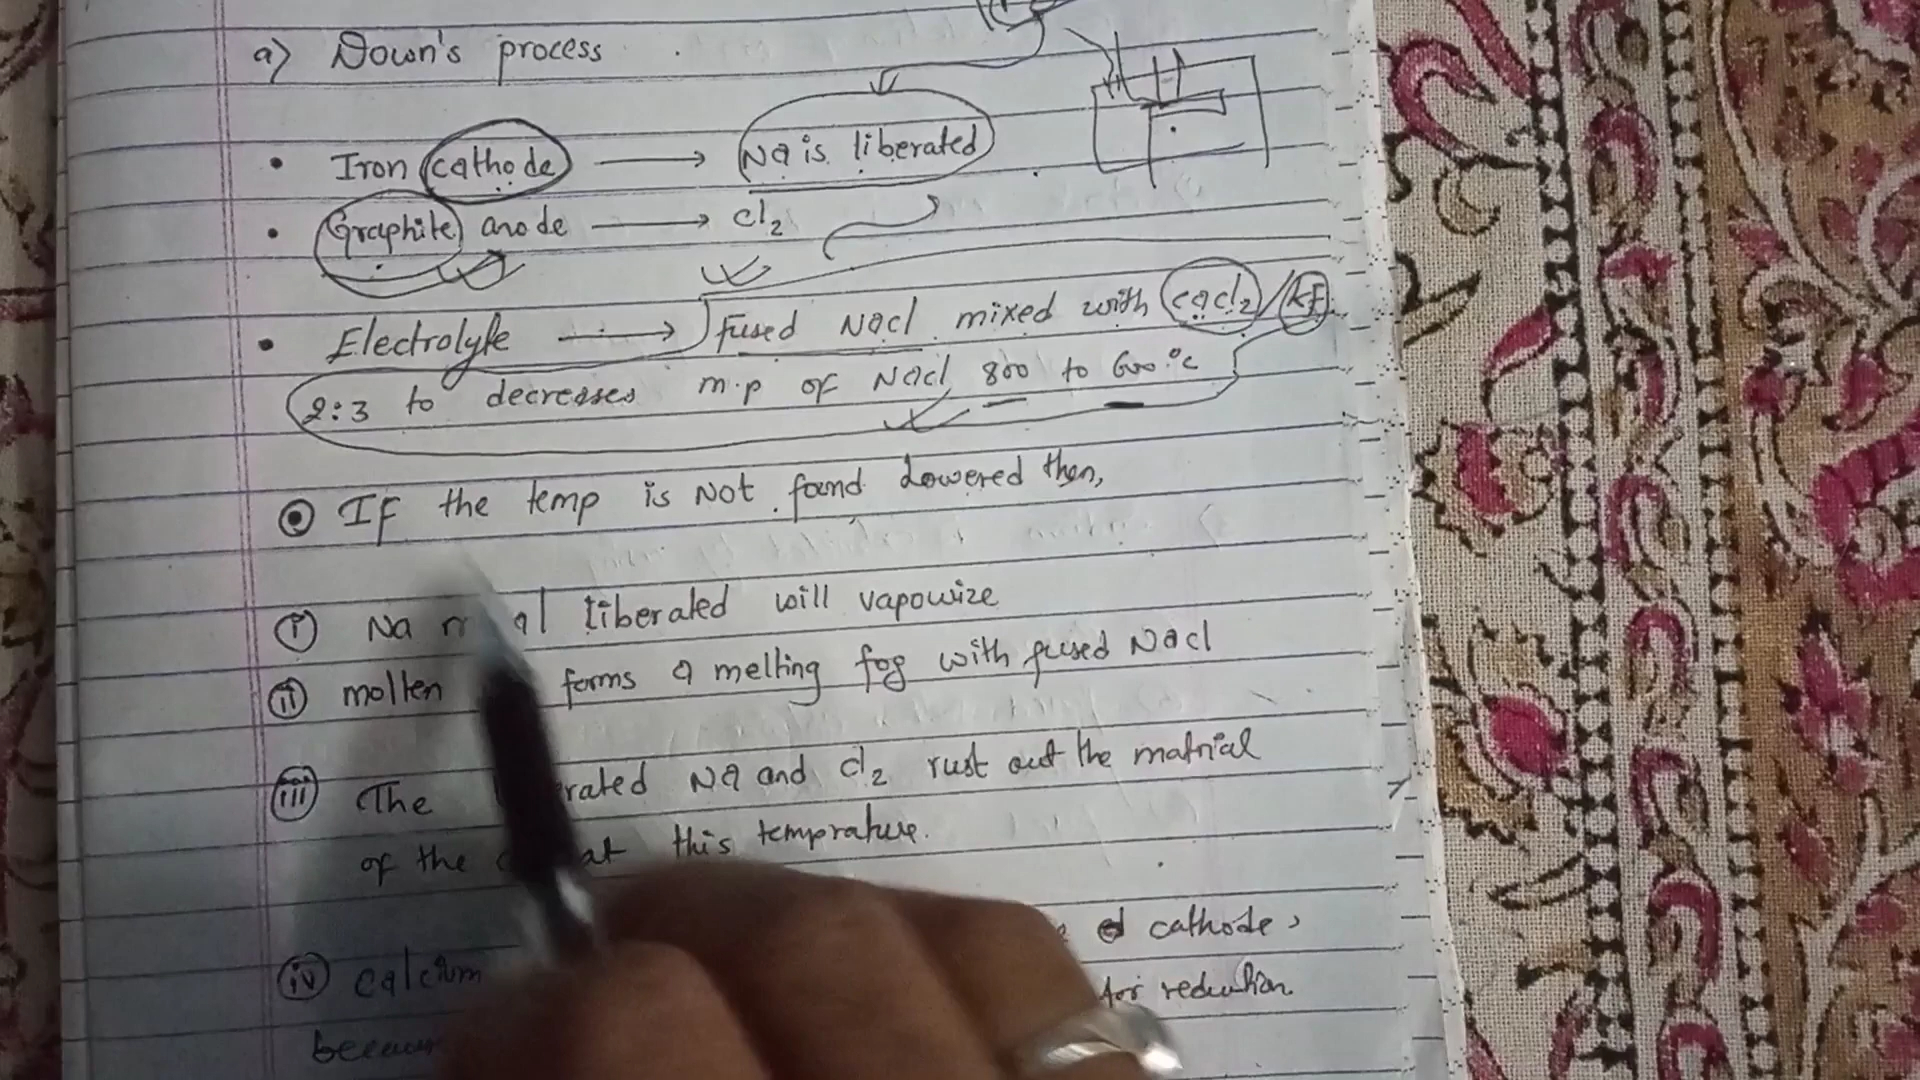 a) Down's process
Iron cathode → Na is liberated
Graphite anode → cl2
Electrolyte → Fused Nacl mixed with cacl2/kF
2:3 to decreases m.p of Nacl 800 to 600°c
IF the temp is Not found Lowered then,
i) Na liberated will vapourize
ii) molten forms a melting fog with fused Nacl
iii) The Na and cl2 rust out the matrial
of the at this temprature.
iv) calcium cathode,
for reduction